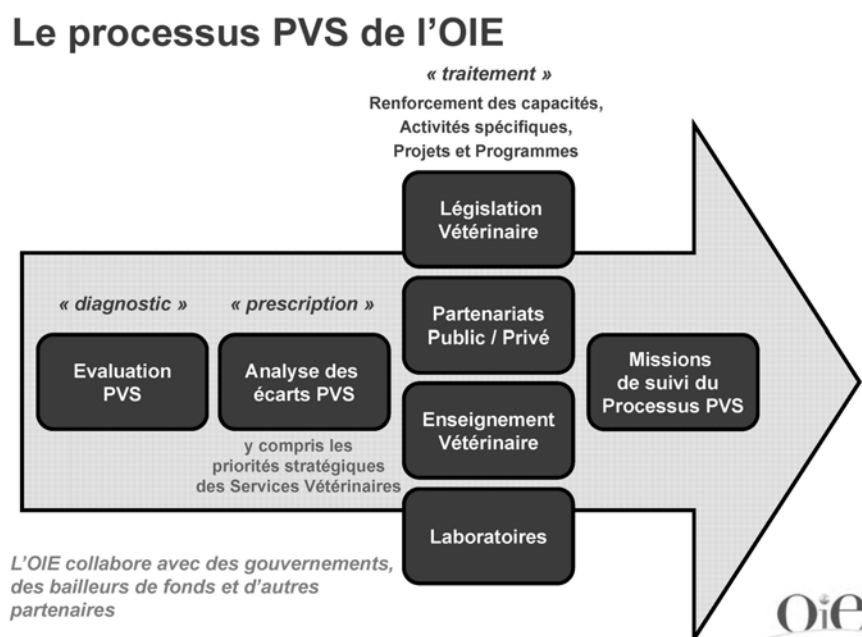 Le processus PVS de l'OIE
« traitement »
Renforcement des capacités,
Activités spécifiques,
Projets et Programmes
« diagnostic »
Evaluation
PVS
« prescription »
Analyse des
écarts PVS
y compris les
priorités stratégiques
des Services Vétérinaires
Législation
Vétérinaire
Partenariats
Public / Privé
Enseignement
Vétérinaire
Laboratoires
Missions
de suivi du
Processus PVS
L'OIE collabore avec des gouvernements,
des bailleurs de fonds et d'autres
partenaires
OiE